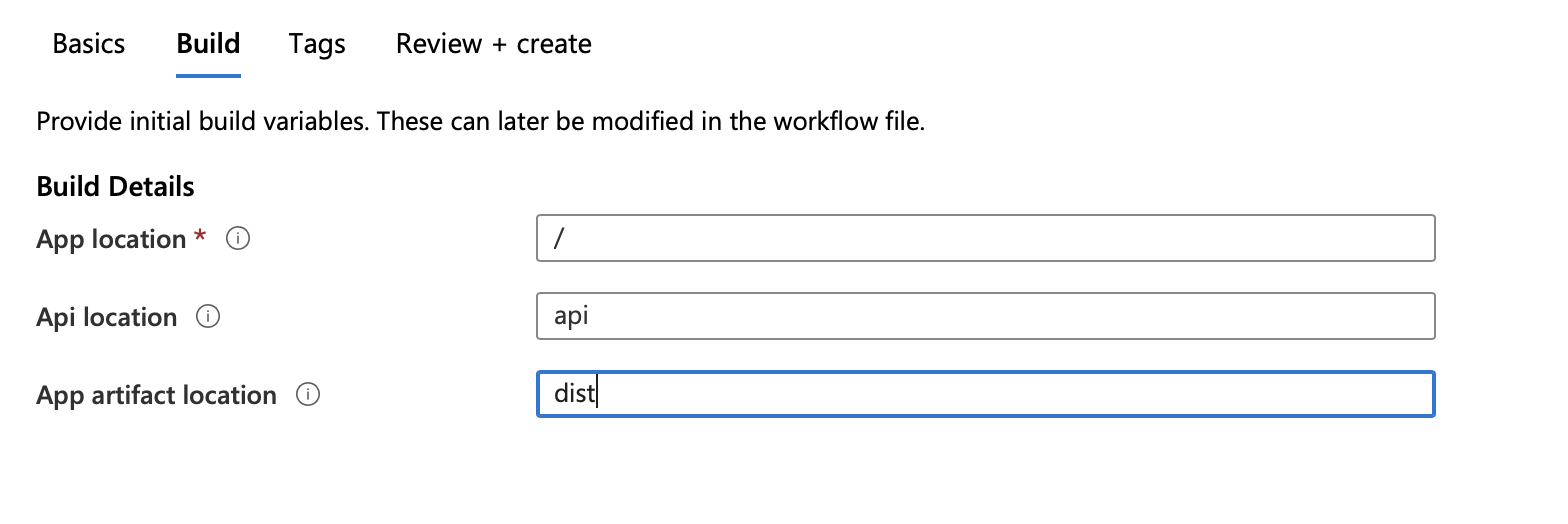 Basics Build Tags Review + create
Provide initial build variables. These can later be modified in the workflow file.
Build Details
App location * /
Api location api
App artifact location dist